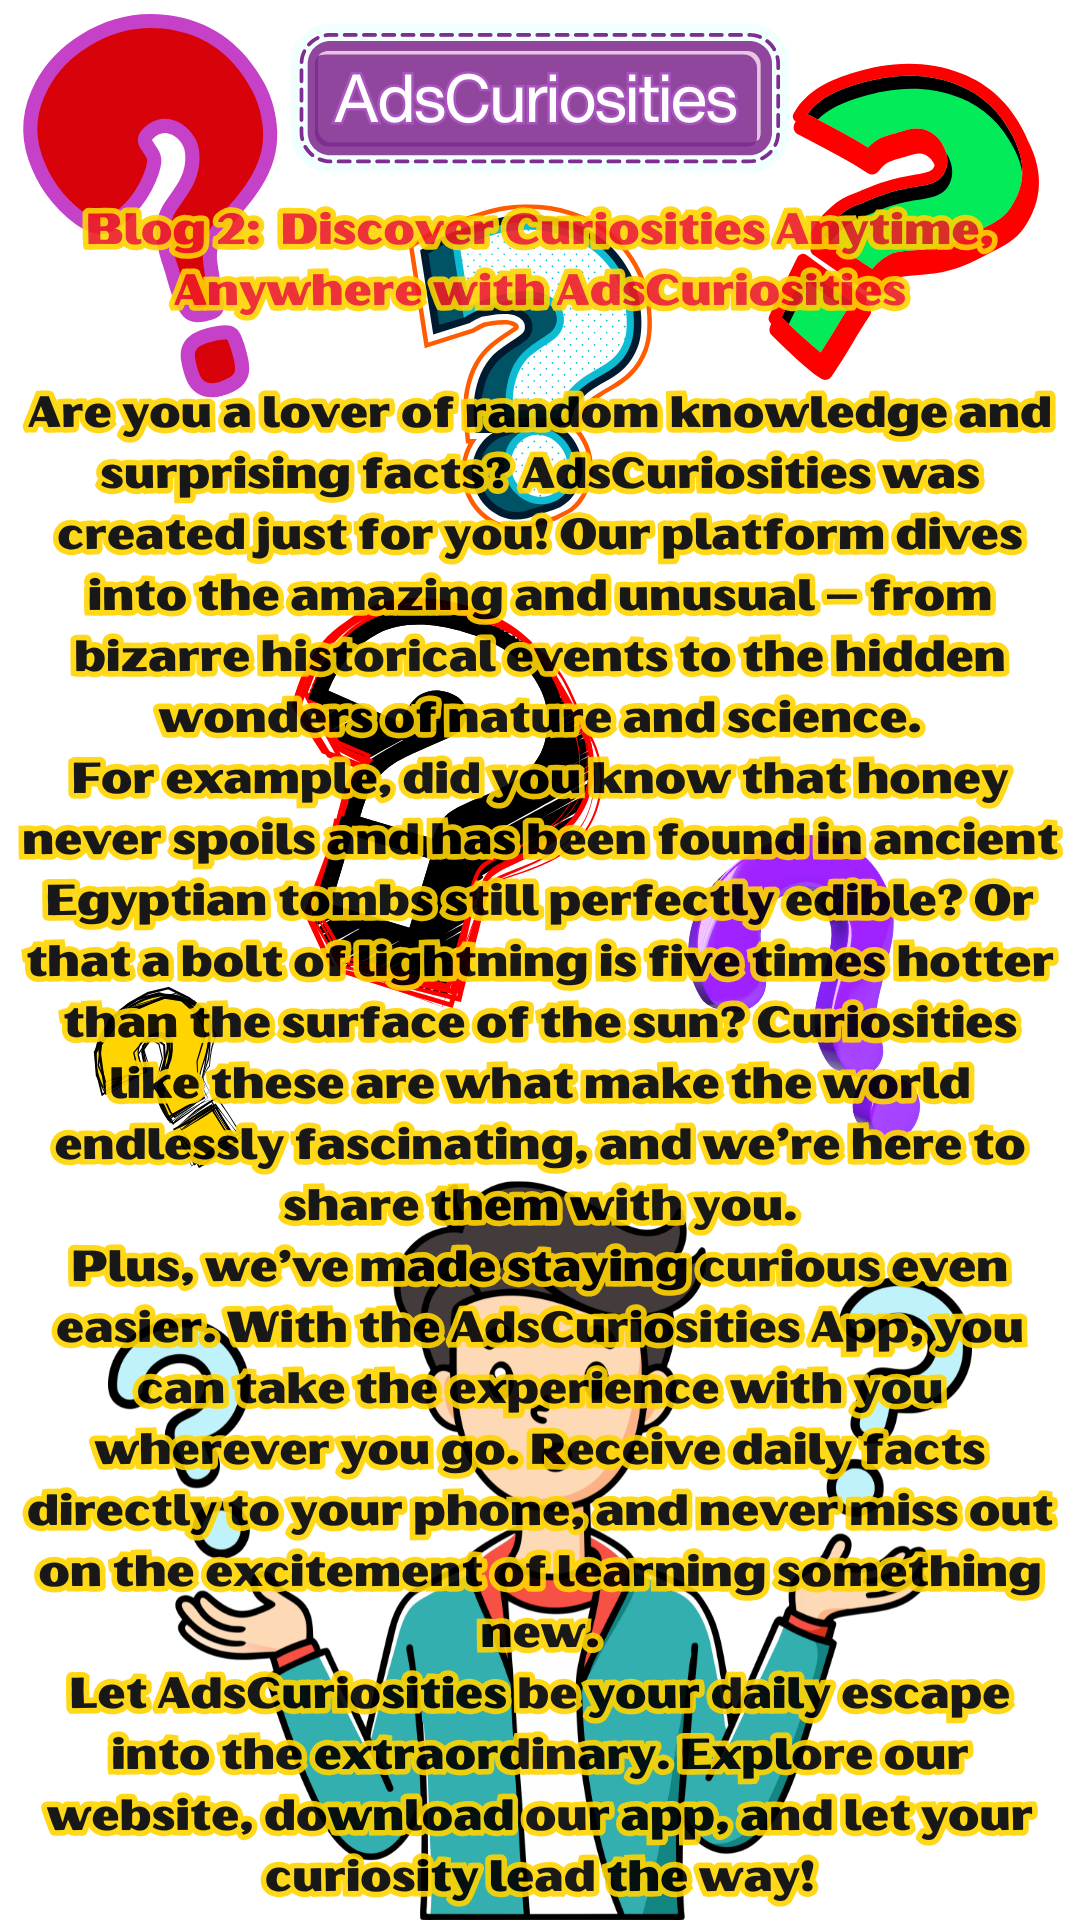 AdsCuriosities
Blog 2: Discover Curiosities Anytime,
Anywhere with AdsCuriosities
Are you a lover of random knowledge and
surprising facts? AdsCuriosities was
created just for you! Our platform dives
into the amazing and unusual — from
bizarre historical events to the hidden
wonders of nature and science.
For example, did you know that honey
never spoils and has been found in ancient
Egyptian tombs still perfectly edible? Or
that a bolt of lightning is five times hotter
than the surface of the sun? Curiosities
like these are what make the world
endlessly fascinating, and we’re here to
share them with you.
Plus, we’ve made staying curious even
easier. With the AdsCuriosities App, you
can take the experience with you
wherever you go. Receive daily facts
directly to your phone, and never miss out
on the excitement of learning something
new.
Let AdsCuriosities be your daily escape
into the extraordinary. Explore our
website, download our app, and let your
curiosity lead the way!